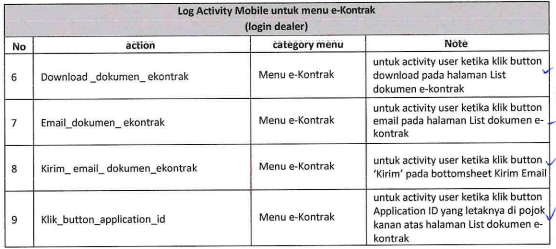 Log Activity Mobile untuk menu e-Kontrak
(login dealer)
No action category menu Note
6 Download _dokumen_ ekontrak Menu e-Kontrak untuk activity user ketika klik button
download pada halaman List
dokumen e-kontrak
7 Email_dokumen_ ekontrak Menu e-Kontrak untuk activity user ketika klik button
email pada halaman List dokumen e-
kontrak
8 Kirim_ email_ dokumen_ekontrak Menu e-Kontrak untuk activity user ketika klik button
'Kirim' pada bottomsheet Kirim Email
9 Klik_button_application_id Menu e-Kontrak untuk activity user ketika klik button
Application ID yang letaknya di pojok
kanan atas halaman List dokumen e-
kontrak